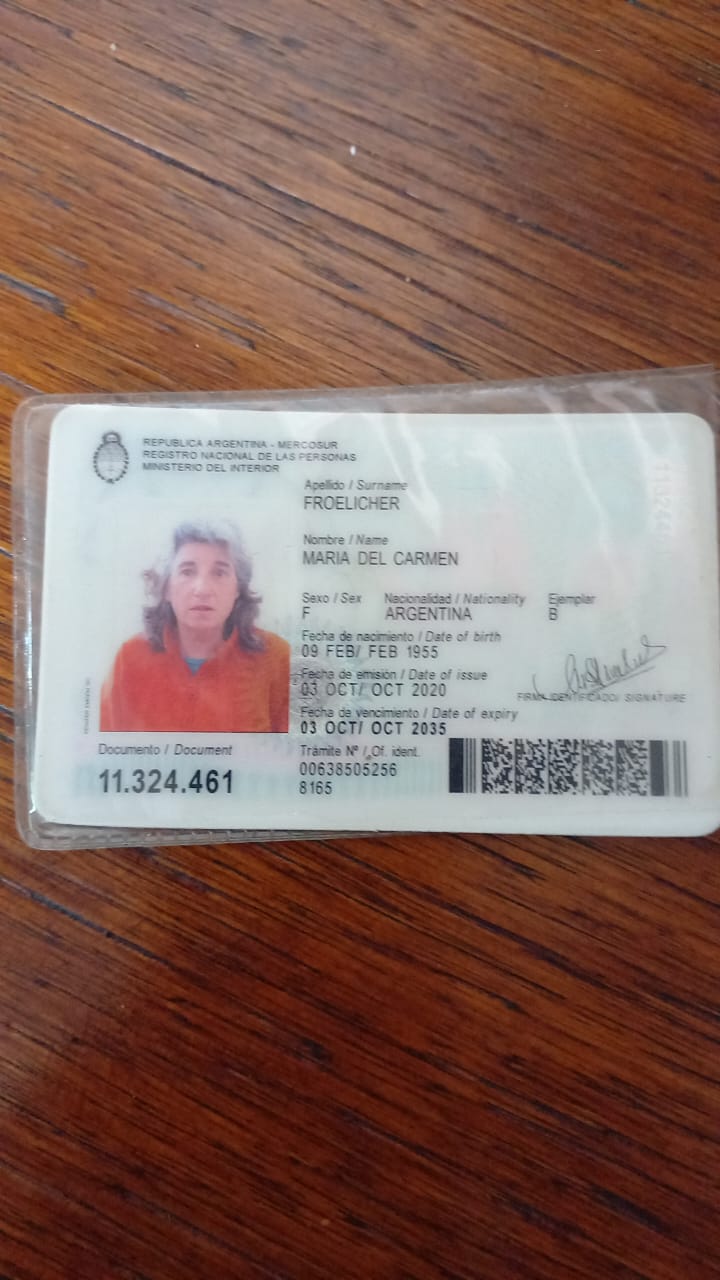 REPUBLICA ARGENTINA - MERCOSUR
REGISTRO NACIONAL DE LAS PERSONAS
MINISTERIO DEL INTERIOR
Apellido / Surname
FROELICHER
Nombre / Name
MARIA DEL CARMEN
Sexo / Sex Nacionalidad / Nationality Ejemplar
F ARGENTINA B
Fecha de nacimiento / Date of birth
09 FEB/ FEB 1955
Fecha de emisión / Date of issue
03 OCT/ OCT 2020
FIRMA IDENTIFICADO/ SIGNATURE
Fecha de vencimiento / Date of expiry
03 OCT/ OCT 2035
Documento / Document
11.324.461
Trámite Nº / Of. ident.
00638505256
8165